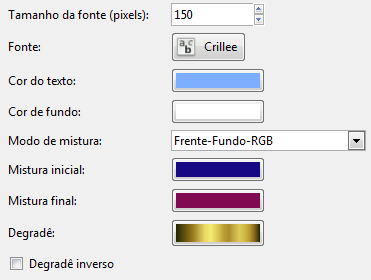 Tamanho da fonte (pixels): 150
Fonte: abc Crillee
Cor do texto:
Cor de fundo:
Modo de mistura: Frente-Fundo-RGB
Mistura inicial:
Mistura final:
Degradê:
Degradê inverso